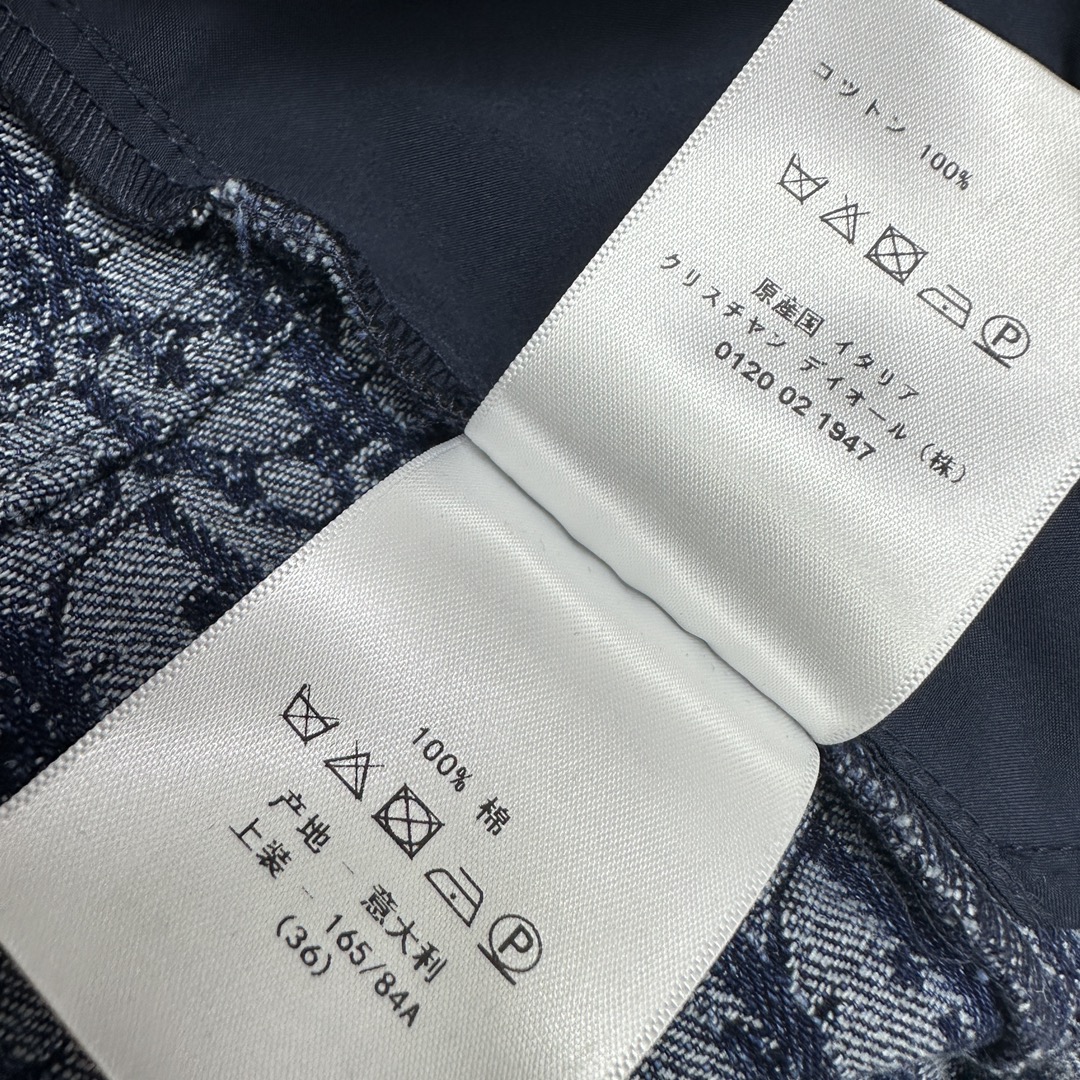 コットン 100%
原産国 イタリア
クリスチャン デイオール(株)
0120 02 1947
100% 棉
产地 - 意大利
上装 - 165/84A
(36)